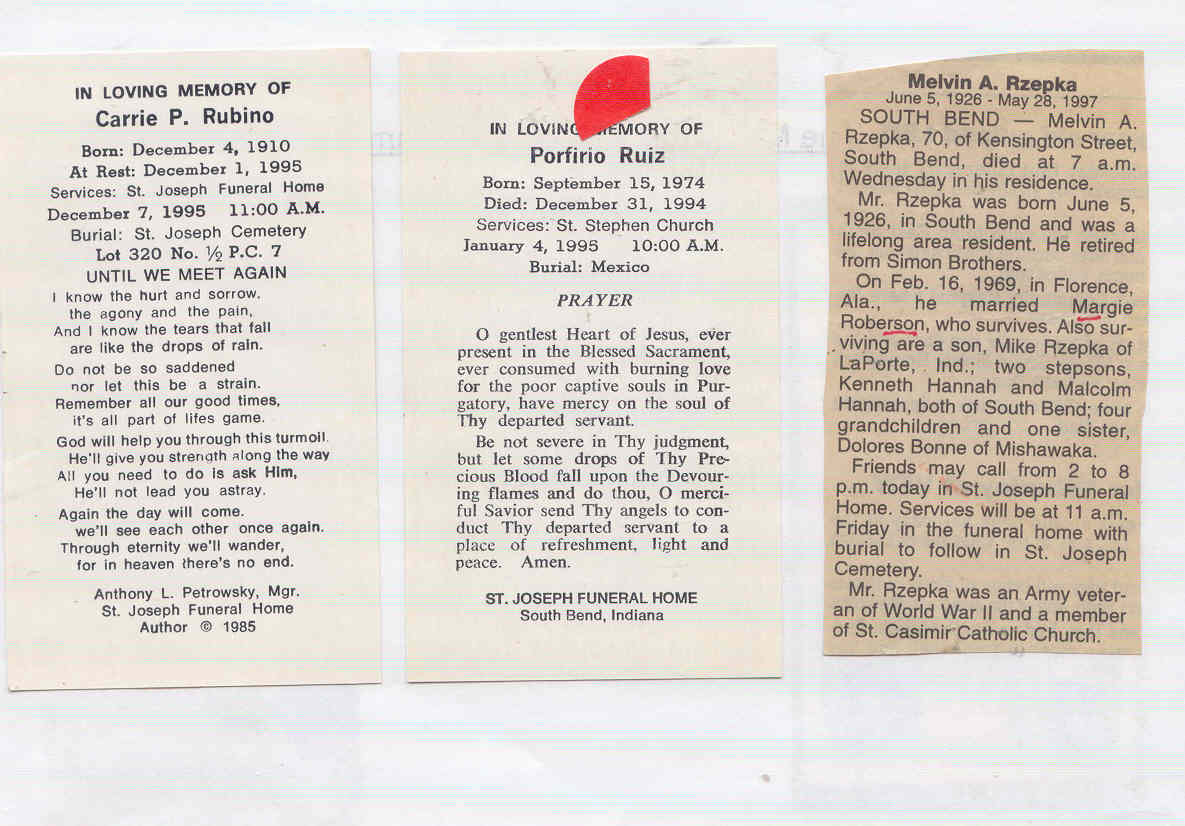 IN LOVING MEMORY OF
Carrie P. Rubino
Born: December 4, 1910
At Rest: December 1, 1995
Services: St. Joseph Funeral Home
December 7, 1995 11:00 A.M.
Burial: St. Joseph Cemetery
Lot 320 No. ½ P.C. 7
UNTIL WE MEET AGAIN
I know the hurt and sorrow.
the agony and the pain,
And I know the tears that fall
are like the drops of rain.
Do not be so saddened
nor let this be a strain.
Remember all our good times,
it's all part of lifes game.
God will help you through this turmoil.
He'll give you strength along the way
All you need to do is ask Him,
He'll not lead you astray.
Again the day will come.
we'll see each other once again.
Through eternity we'll wander,
for in heaven there's no end.
Anthony L. Petrowsky, Mgr.
St. Joseph Funeral Home
Author © 1985
IN LOVING MEMORY OF
Porfirio Ruiz
Born: September 15, 1974
Died: December 31, 1994
Services: St. Stephen Church
January 4, 1995 10:00 A.M.
Burial: Mexico
PRAYER
O gentlest Heart of Jesus, ever
present in the Blessed Sacrament,
ever consumed with burning love
for the poor captive souls in Pur-
gatory, have mercy on the soul of
Thy departed servant.
Be not severe in Thy judgment,
but let some drops of Thy Pre-
cious Blood fall upon the Devour-
ing flames and do thou, O merci-
ful Savior send Thy angels to con-
duct Thy departed servant to a
place of refreshment, light and
peace. Amen.
ST. JOSEPH FUNERAL HOME
South Bend, Indiana
Melvin A. Rzepka
June 5, 1926 - May 28, 1997
SOUTH BEND — Melvin A.
Rzepka, 70, of Kensington Street,
South Bend, died at 7 a.m.
Wednesday in his residence.
Mr. Rzepka was born June 5,
1926, in South Bend and was a
lifelong area resident. He retired
from Simon Brothers.
On Feb. 16, 1969, in Florence,
Ala., he married Margie
Roberson, who survives. Also sur-
viving are a son, Mike Rzepka of
LaPorte, Ind.; two stepsons,
Kenneth Hannah and Malcolm
Hannah, both of South Bend; four
grandchildren and one sister,
Dolores Bonne of Mishawaka.
Friends may call from 2 to 8
p.m. today in St. Joseph Funeral
Home. Services will be at 11 a.m.
Friday in the funeral home with
burial to follow in St. Joseph
Cemetery.
Mr. Rzepka was an Army veter-
an of World War II and a member
of St. Casimir Catholic Church.